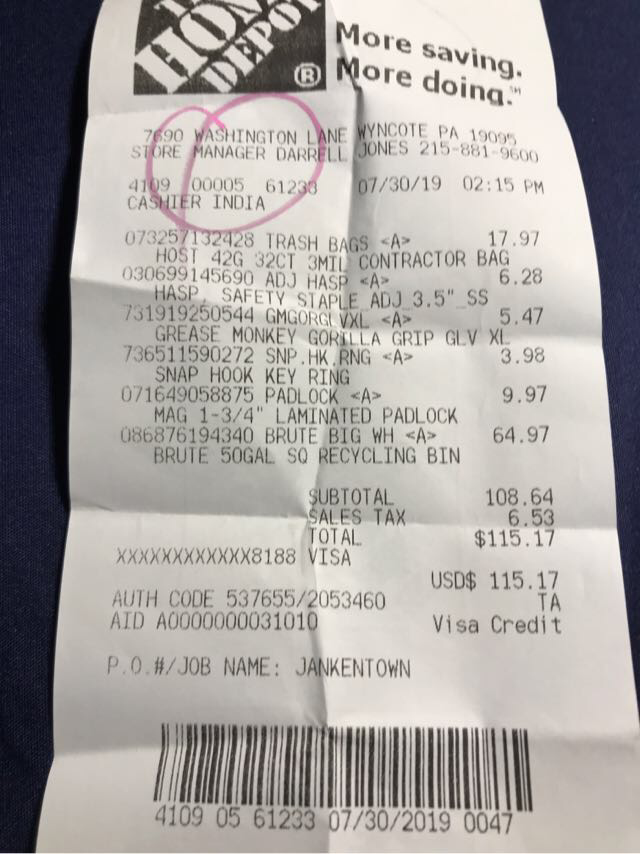 THE
HOME
DEPOT
®
More saving.
More doing.℠
7690 WASHINGTON LANE WYNCOTE PA 19095
STORE MANAGER DARRELL JONES 215-881-9600
4109 00005 61233 07/30/19 02:15 PM
CASHIER INDIA
073257132428 TRASH BAGS <A> 17.97
HOST 42G 32CT 3MIL CONTRACTOR BAG
030699145690 ADJ HASP <A> 6.28
HASP, SAFETY STAPLE ADJ 3.5" SS
731919250544 GMGORGLVXL <A> 5.47
GREASE MONKEY GORILLA GRIP GLV XL
736511590272 SNP.HK.RNG <A> 3.98
SNAP HOOK KEY RING
071649058875 PADLOCK <A> 9.97
MAG 1-3/4" LAMINATED PADLOCK
086876194340 BRUTE BIG WH <A> 64.97
BRUTE 50GAL SQ RECYCLING BIN
SUBTOTAL 108.64
SALES TAX 6.53
TOTAL $115.17
XXXXXXXXXXXX8188 VISA
USD$ 115.17
AUTH CODE 537655/2053460 TA
AID A0000000031010 Visa Credit
P.O.#/JOB NAME: JANKENTOWN
4109 05 61233 07/30/2019 0047